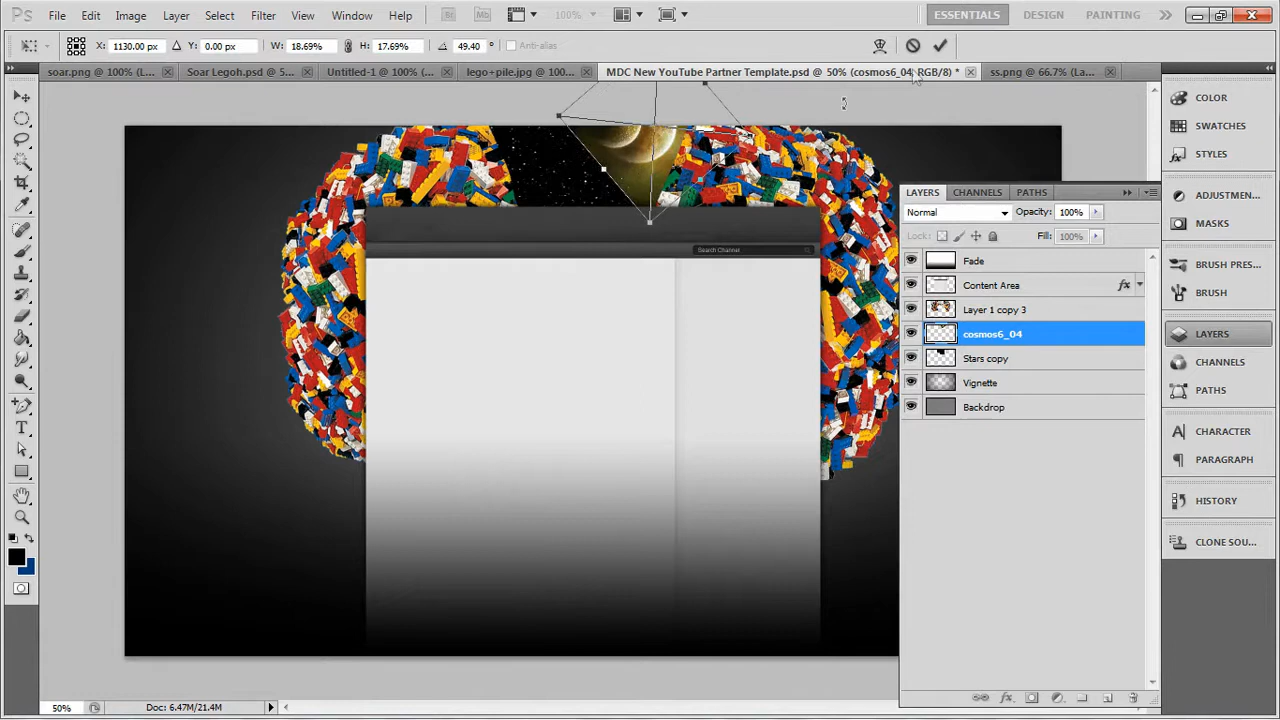 Ps File Edit Image Layer Select Filter View Window Help Br Mb 100% ESSENTIALS DESIGN PAINTING
X: 1130.00 px Y: 0.00 px W: 18.69% H: 17.69% 49.40 ° Anti-alias
soar.png @ 100% (L... Soar Legoh.psd @ 5... Untitled-1 @ 100% (... lego+pile.jpg @ 100... MDC New YouTube Partner Template.psd @ 50% (cosmos6_04, RGB/8) * ss.png @ 66.7% (La...
COLOR
SWATCHES
STYLES
LAYERS CHANNELS PATHS
Normal Opacity: 100%
Lock: Fill: 100%
Fade
Content Area fx
Layer 1 copy 3
cosmos6_04
Stars copy
Vignette
Backdrop
Search Channel
ADJUSTMEN...
MASKS
BRUSH PRES...
BRUSH
LAYERS
CHANNELS
PATHS
CHARACTER
PARAGRAPH
HISTORY
CLONE SOU...
50% Doc: 6.47M/21.4M